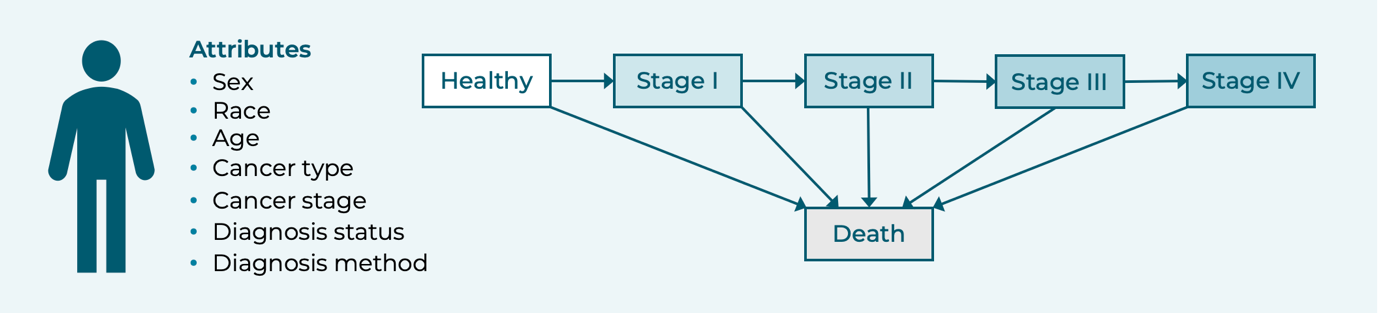 Attributes
• Sex
• Race
• Age
• Cancer type
• Cancer stage
• Diagnosis status
• Diagnosis method
Healthy
Stage I
Stage II
Stage III
Stage IV
Death